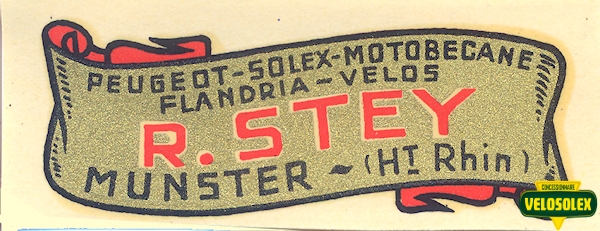 PEUGEOT-SOLEX-MOTOBECANE
FLANDRIA-VELOS
R. STEY
MUNSTER ~ (HT Rhin)
CONCESSIONNAIRE
VELOSOLEX